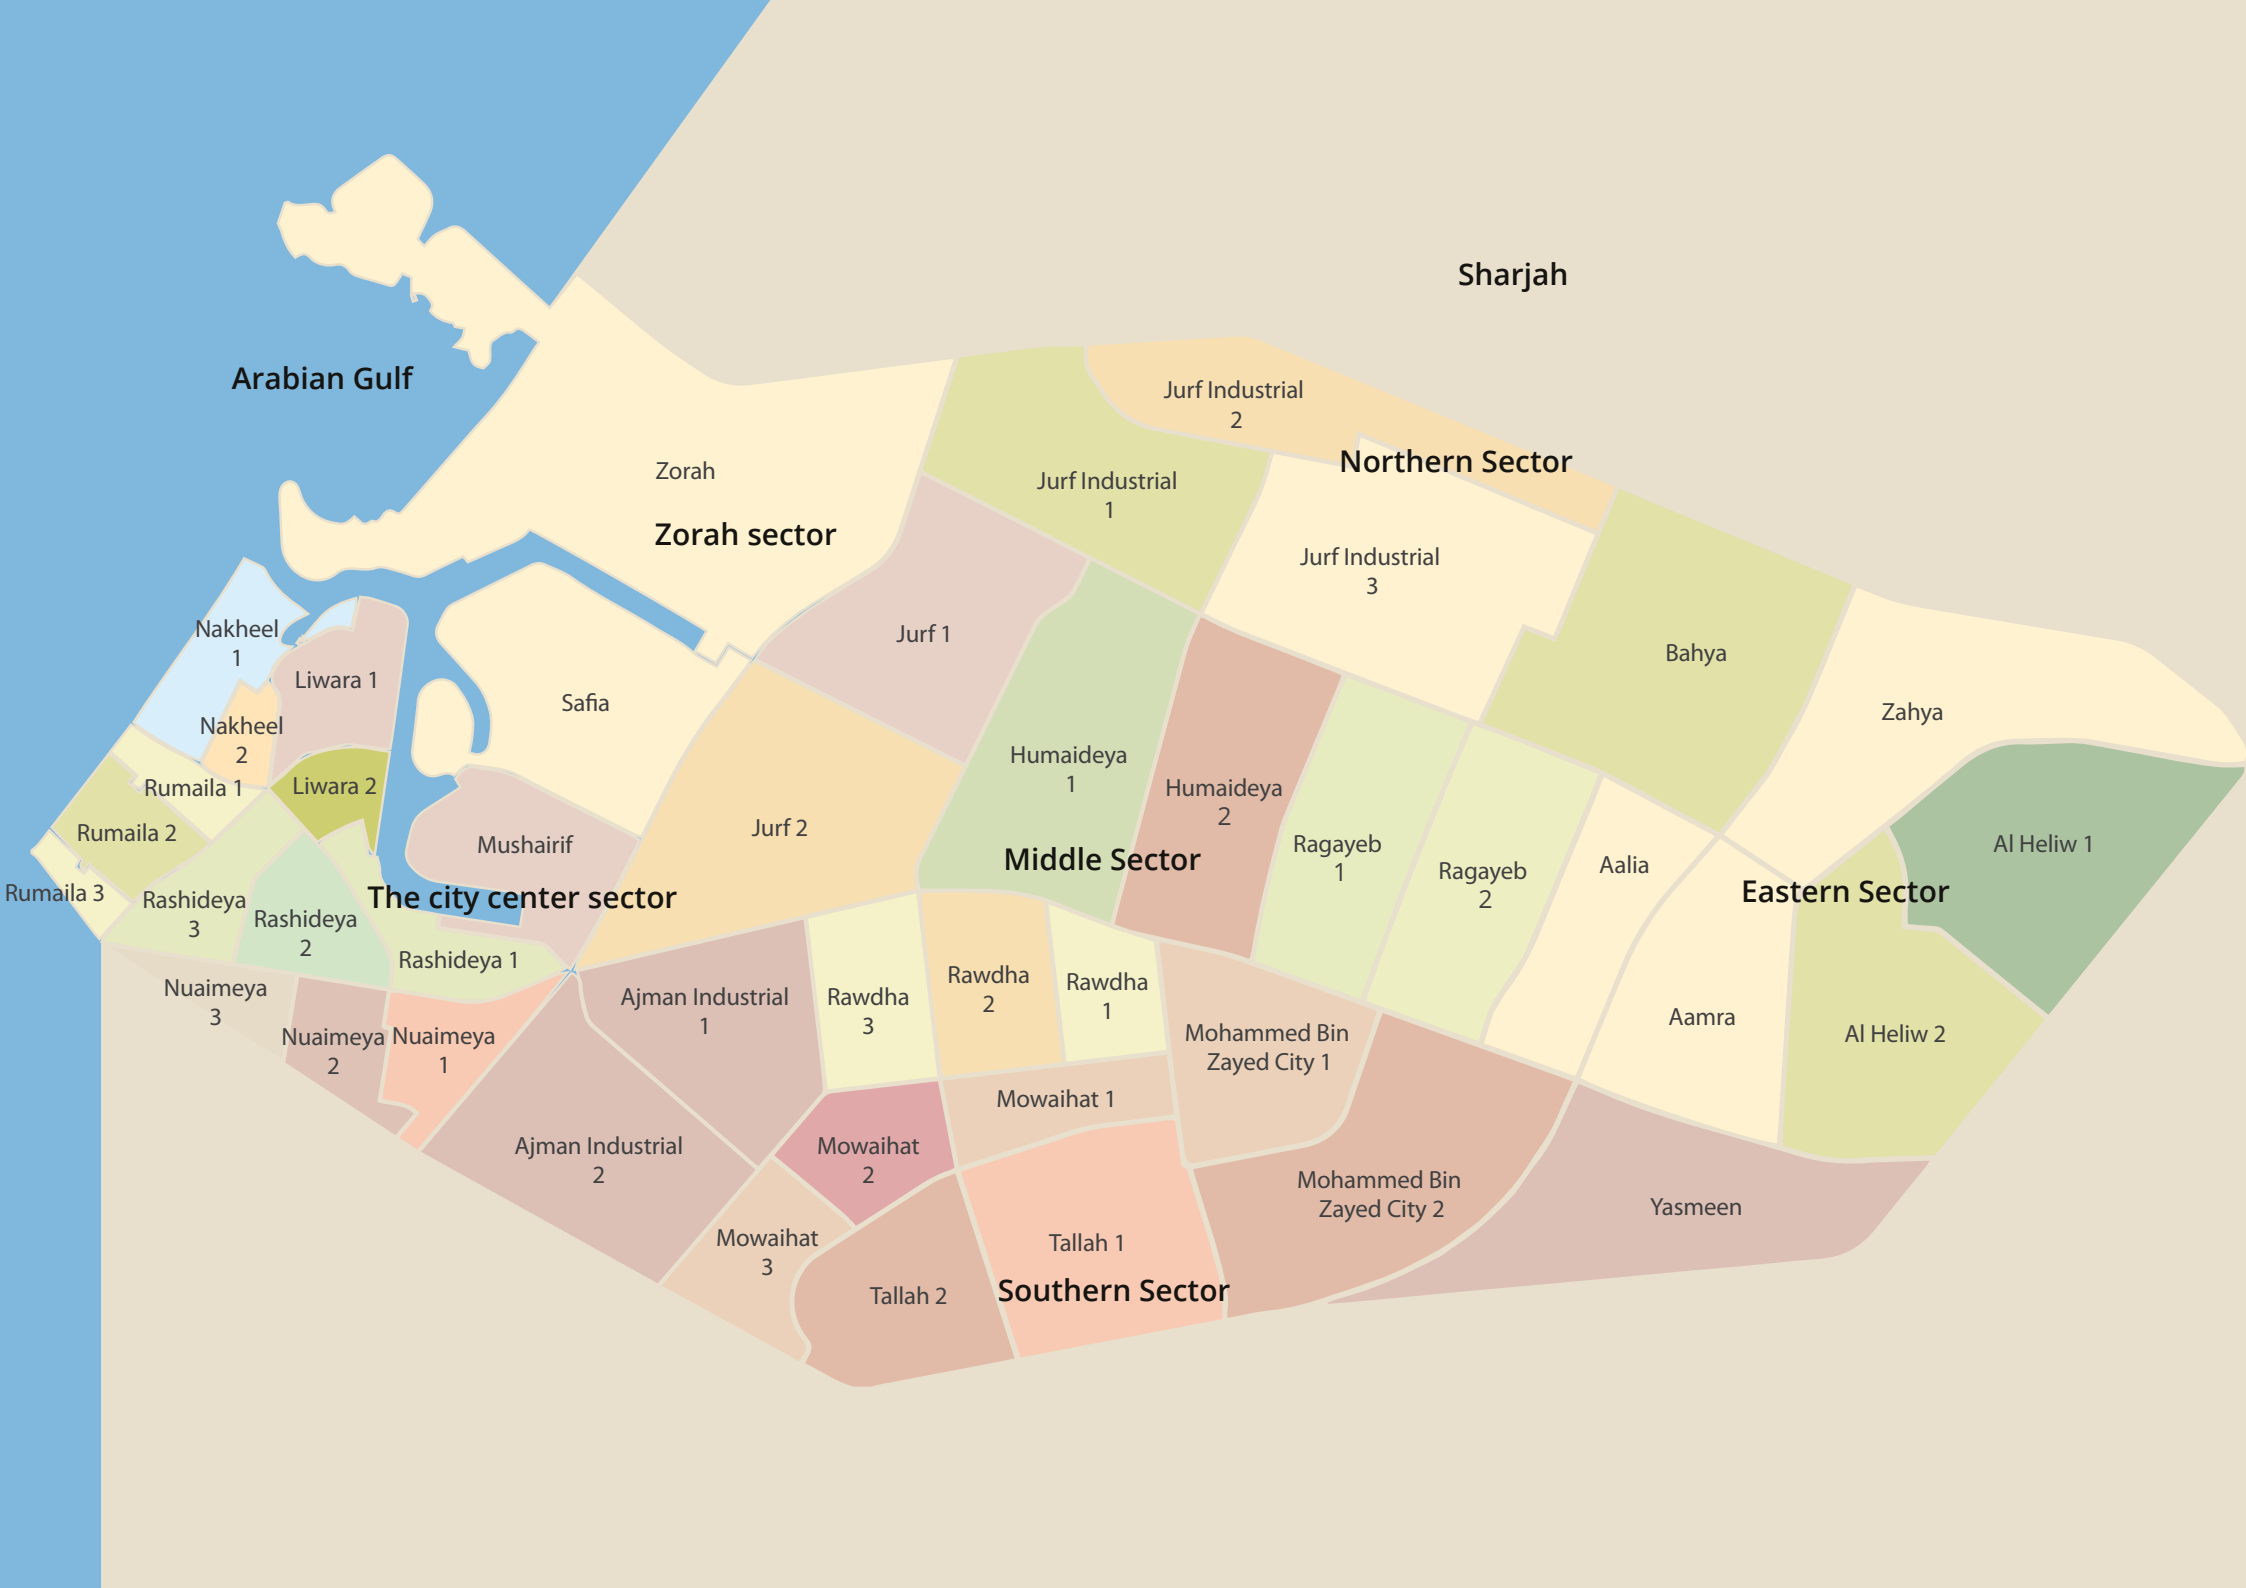 Sharjah
Arabian Gulf
Jurf Industrial
2
Northern Sector
Zorah
Jurf Industrial
1
Zorah sector
Jurf Industrial
3
Nakheel
1
Jurf 1
Bahya
Liwara 1
Safia
Zahya
Nakheel
2
Humaideya
1
Rumaila 1
Liwara 2
Humaideya
2
Rumaila 2
Jurf 2
Mushairif
Ragayeb
1
Al Heliw 1
Middle Sector
Aalia
Ragayeb
2
Rumaila 3
Eastern Sector
The city center sector
Rashideya
3
Rashideya
2
Rashideya 1
Rawdha
2
Rawdha
1
Nuaimeya
3
Ajman Industrial
1
Rawdha
3
Aamra
Nuaimeya
2
Nuaimeya
1
Mohammed Bin
Zayed City 1
Al Heliw 2
Mowaihat 1
Ajman Industrial
2
Mowaihat
2
Mohammed Bin
Zayed City 2
Yasmeen
Mowaihat
3
Tallah 1
Tallah 2
Southern Sector